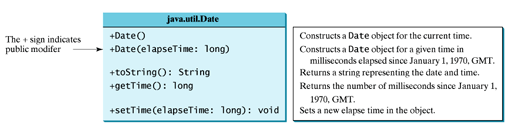 java.util.Date
The + sign indicates
public modifer
+Date()
+Date(elapseTime: long)
+toString(): String
+getTime(): long
+setTime(elapseTime: long): void
Constructs a Date object for the current time.
Constructs a Date object for a given time in
milliseconds elapsed since January 1, 1970, GMT.
Returns a string representing the date and time.
Returns the number of milliseconds since January 1,
1970, GMT.
Sets a new elapse time in the object.